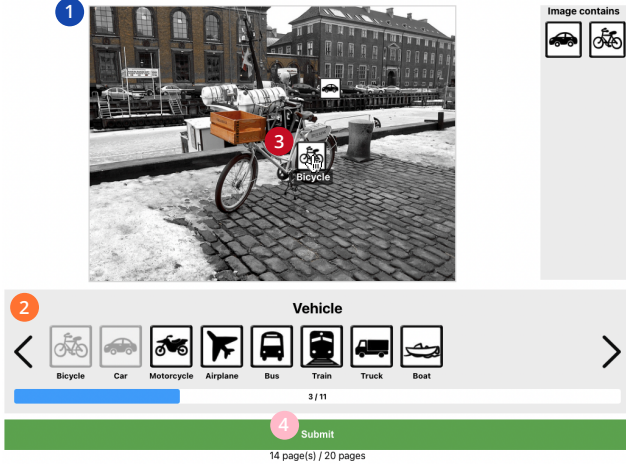 1
Image contains
3
Bicycle
2
Vehicle
Bicycle Car Motorcycle Airplane Bus Train Truck Boat
3 / 11
4
Submit
14 page(s) / 20 pages